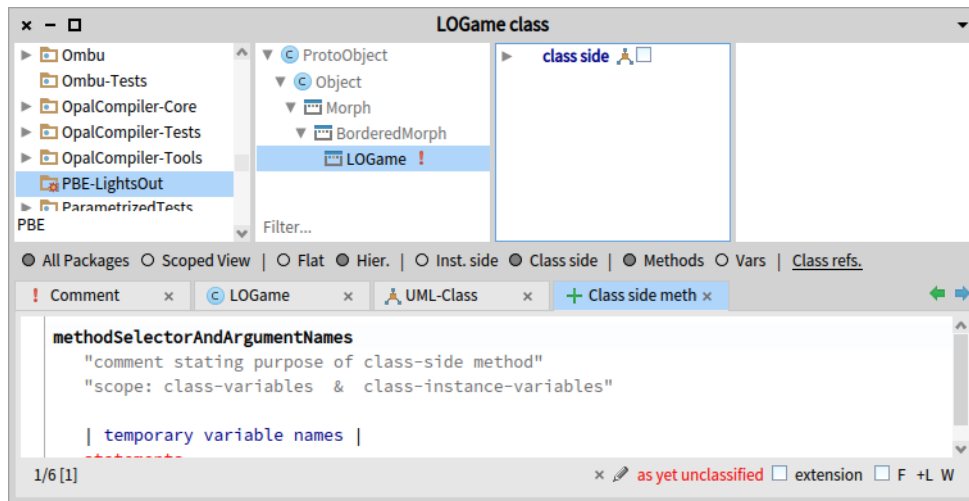 LOGame class
Ombu
Ombu-Tests
OpalCompiler-Core
OpalCompiler-Tests
OpalCompiler-Tools
PBE-LightsOut
ParametrizedTests
PBE
ProtoObject
Object
Morph
BorderedMorph
LOGame !
Filter...
class side
All Packages Scoped View | Flat Hier. | Inst. side Class side | Methods Vars | Class refs.
! Comment × LOGame × UML-Class × Class side meth ×
methodSelectorAndArgumentNames
"comment stating purpose of class-side method"
"scope: class-variables & class-instance-variables"
| temporary variable names |
statements
1/6 [1] as yet unclassified extension F +L W